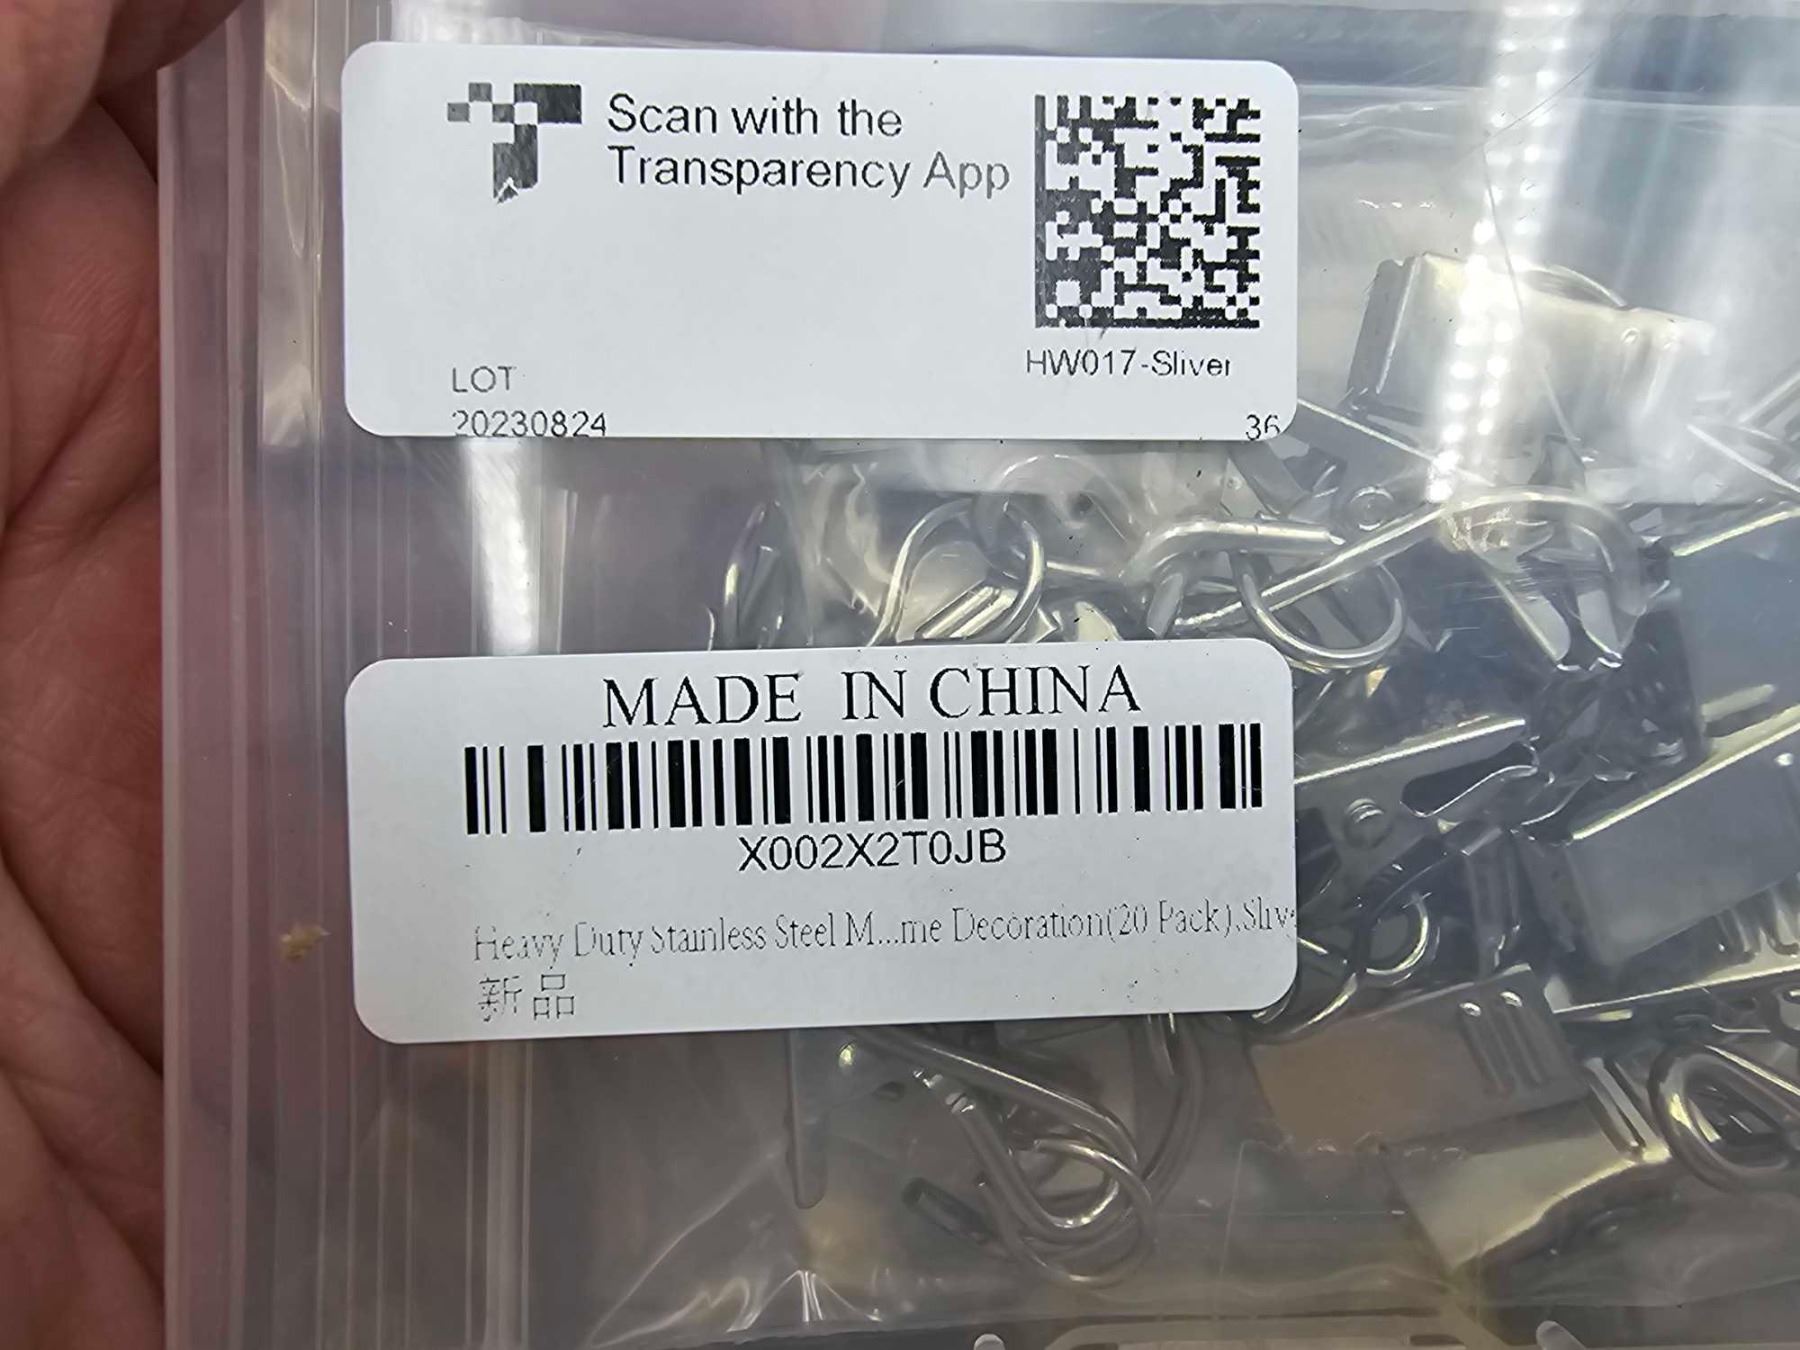 Scan with the
Transparency App
HW017-Sliver
LOT
20230824
36
MADE IN CHINA
X002X2T0JB
Heavy Duty Stainless Steel M...me Decoration(20 Pack),Slive
新品